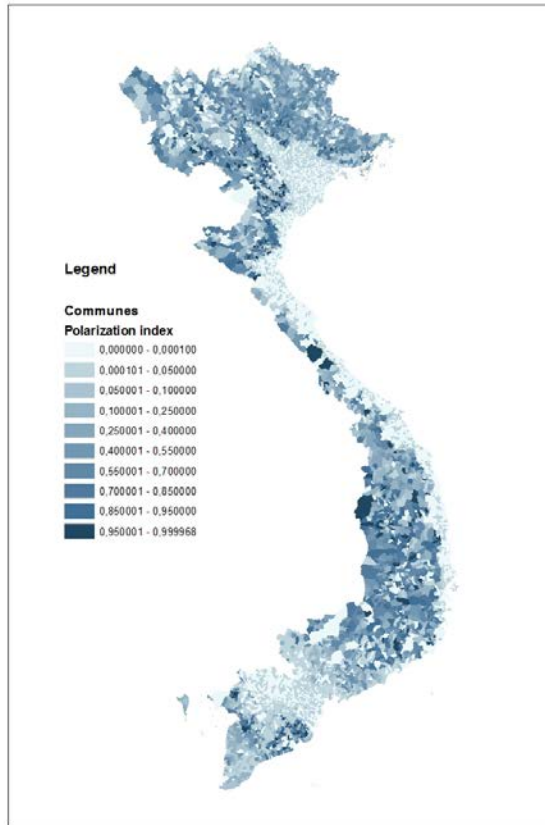 Legend
Communes
Polarization index
0,000000 - 0,000100
0,000101 - 0,050000
0,050001 - 0,100000
0,100001 - 0,250000
0,250001 - 0,400000
0,400001 - 0,550000
0,550001 - 0,700000
0,700001 - 0,850000
0,850001 - 0,950000
0,950001 - 0,999968